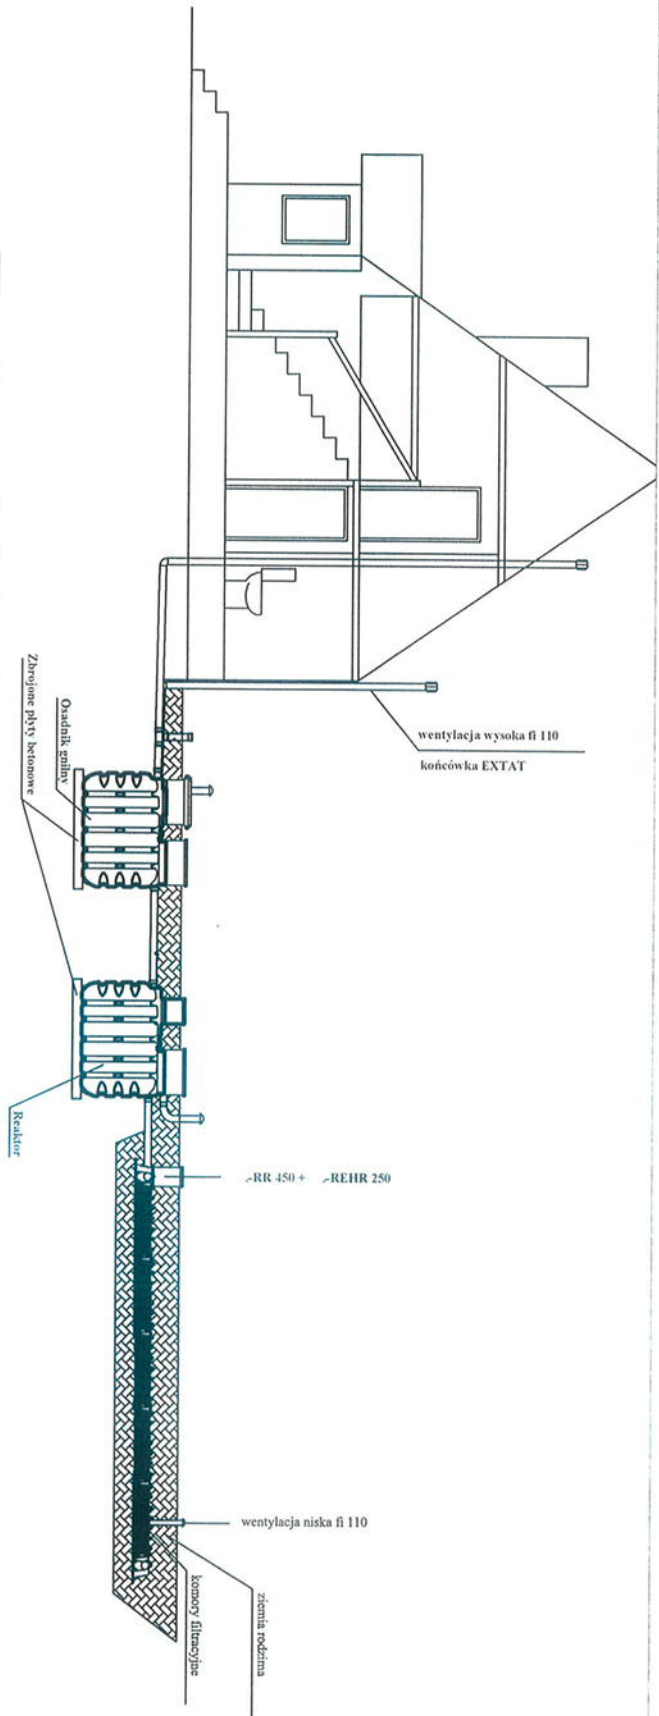 wentylacja wysoka fi 110
końcówka EXTAT
Zbrojone płyty betonowe
Osadnik gnilny
Reaktor
RR 450 + REHR 250
wentylacja niska fi 110
komory filtracyjne
ziemia rodzima